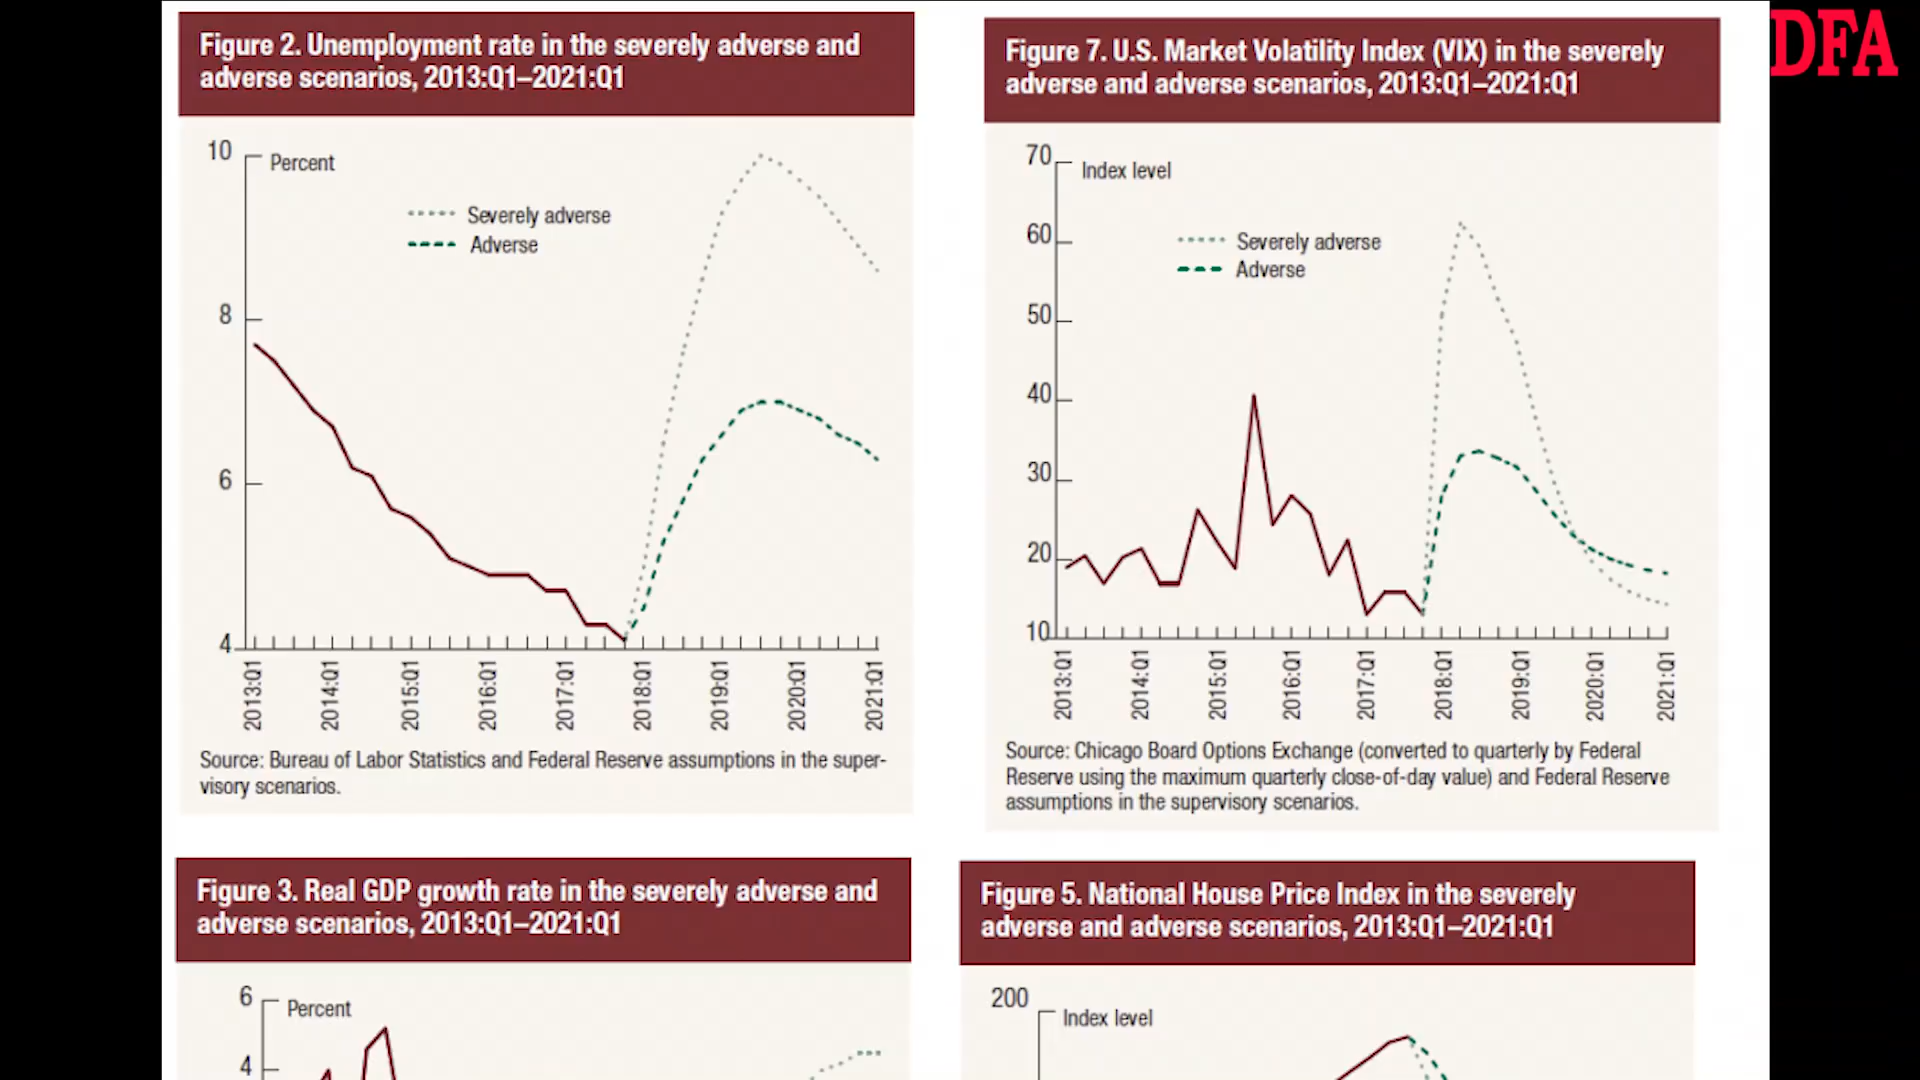 DFA
Figure 2. Unemployment rate in the severely adverse and
adverse scenarios, 2013:Q1–2021:Q1
10
Percent
Severely adverse
Adverse
8
6
4
2013:Q1
2014:Q1
2015:Q1
2016:Q1
2017:Q1
2018:Q1
2019:Q1
2020:Q1
2021:Q1
Source: Bureau of Labor Statistics and Federal Reserve assumptions in the super-
visory scenarios.
Figure 7. U.S. Market Volatility Index (VIX) in the severely
adverse and adverse scenarios, 2013:Q1–2021:Q1
70
Index level
60
Severely adverse
Adverse
50
40
30
20
10
2013:Q1
2014:Q1
2015:Q1
2016:Q1
2017:Q1
2018:Q1
2019:Q1
2020:Q1
2021:Q1
Source: Chicago Board Options Exchange (converted to quarterly by Federal
Reserve using the maximum quarterly close-of-day value) and Federal Reserve
assumptions in the supervisory scenarios.
Figure 3. Real GDP growth rate in the severely adverse and
adverse scenarios, 2013:Q1–2021:Q1
6
Percent
4
Figure 5. National House Price Index in the severely
adverse and adverse scenarios, 2013:Q1–2021:Q1
200
Index level